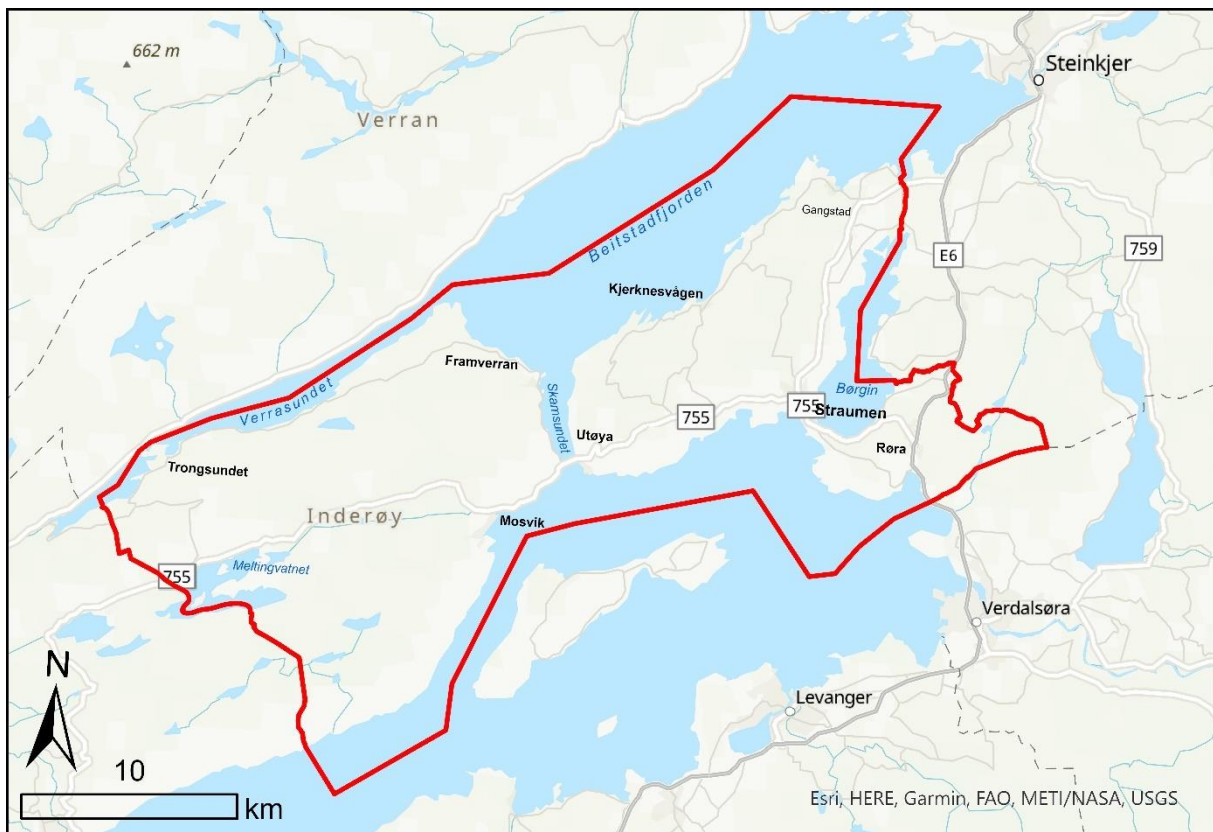 662 m
Steinkjer
Verran
Beitstadfjorden
Gangstad
E6
759
Kjerknesvågen
Framverran
Verrasundet
Skarnsundet
755
755
Børgin
Straumen
Utøya
Røra
Trongsundet
Inderøy
Mosvik
Meltingvatnet
755
Verdalsøra
N
Levanger
10
km
Esri, HERE, Garmin, FAO, METI/NASA, USGS